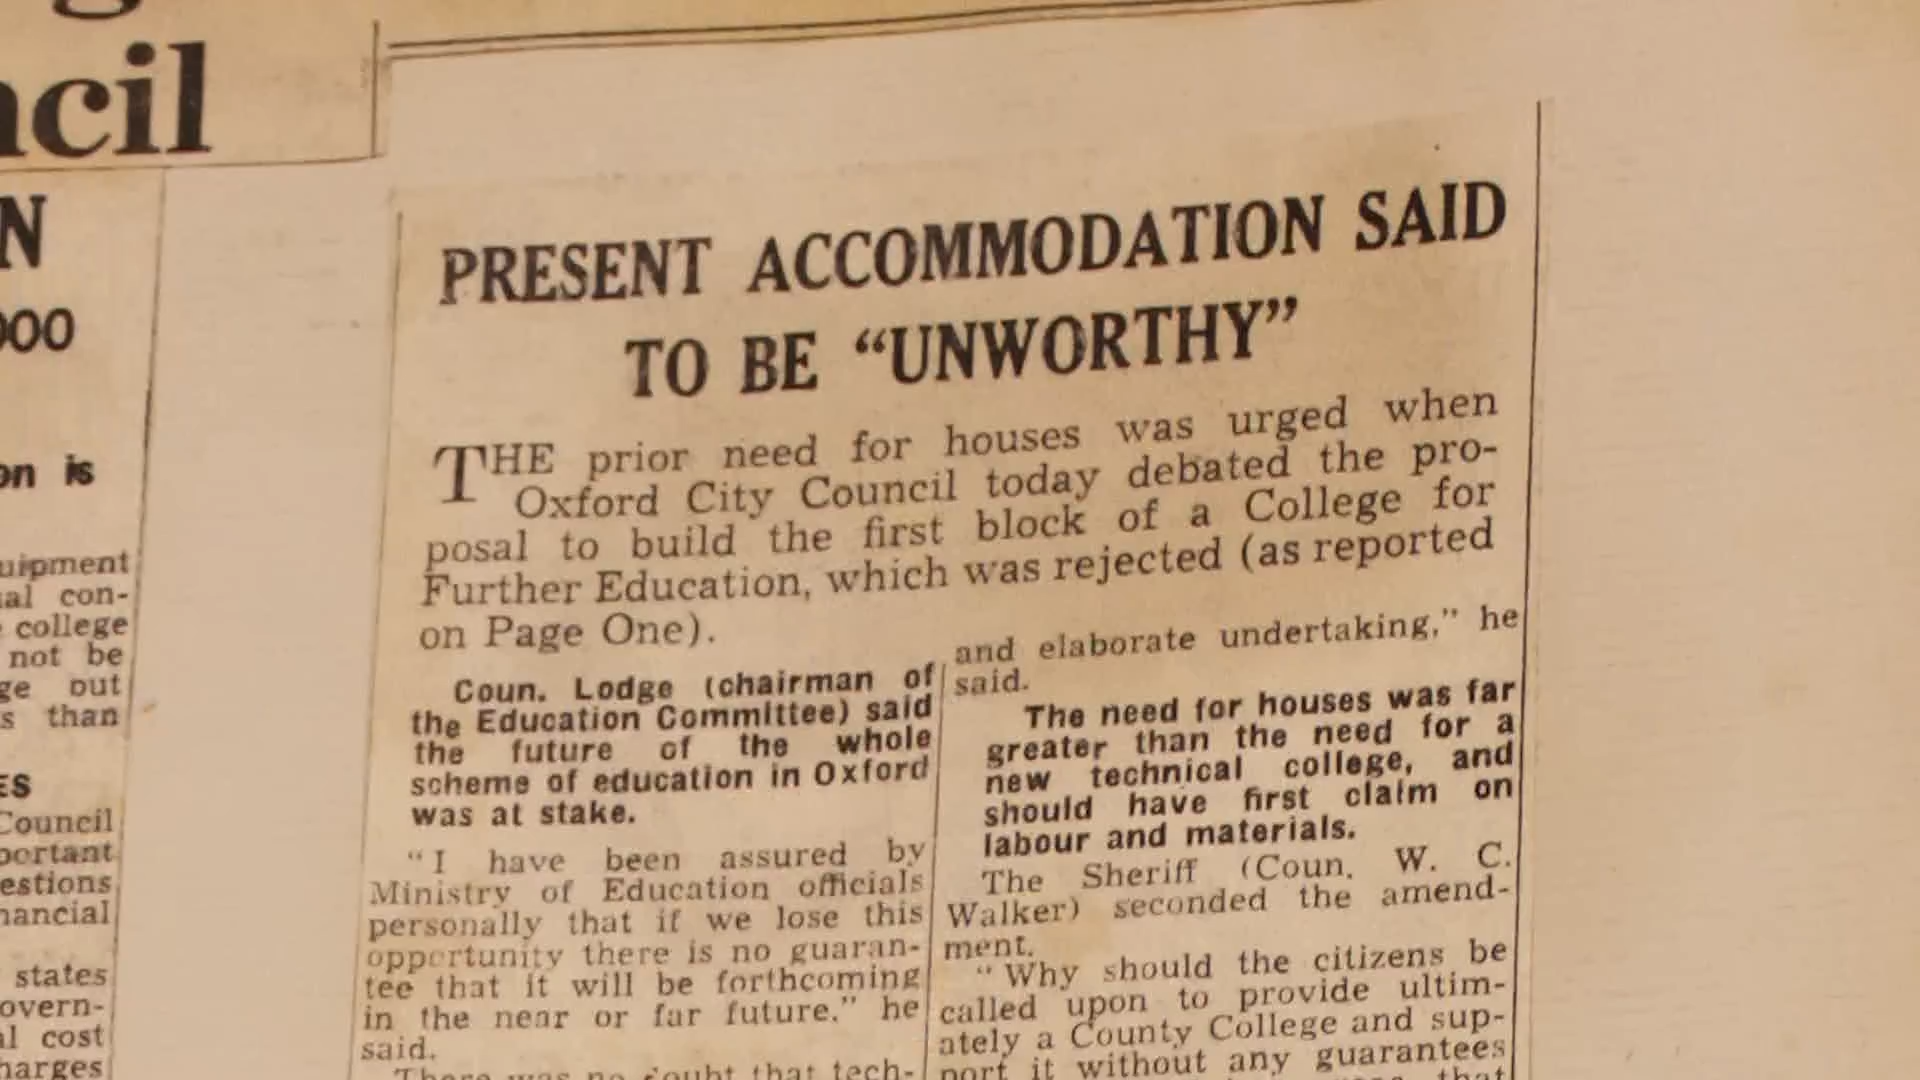 ncil
N
000
on is
uipment
al con-
college
not be
ge out
s than
ES
Council
portant
estions
nancial
states
overn-
l cost
harges
PRESENT ACCOMMODATION SAID
TO BE “UNWORTHY”
THE prior need for houses was urged when
Oxford City Council today debated the pro-
posal to build the first block of a College for
Further Education, which was rejected (as reported
on Page One).
Coun. Lodge (chairman of
the Education Committee) said
the future of the whole
scheme of education in Oxford
was at stake.
“I have been assured by
Ministry of Education officials
personally that if we lose this
opportunity there is no guaran-
tee that it will be forthcoming
in the near or far future,” he
said.
There was no doubt that tech-
and elaborate undertaking,” he
said.
The need for houses was far
greater than the need for a
new technical college, and
should have first claim on
labour and materials.
The Sheriff (Coun. W. C.
Walker) seconded the amend-
ment.
“Why should the citizens be
called upon to provide ultim-
ately a County College and sup-
port it without any guarantees
that